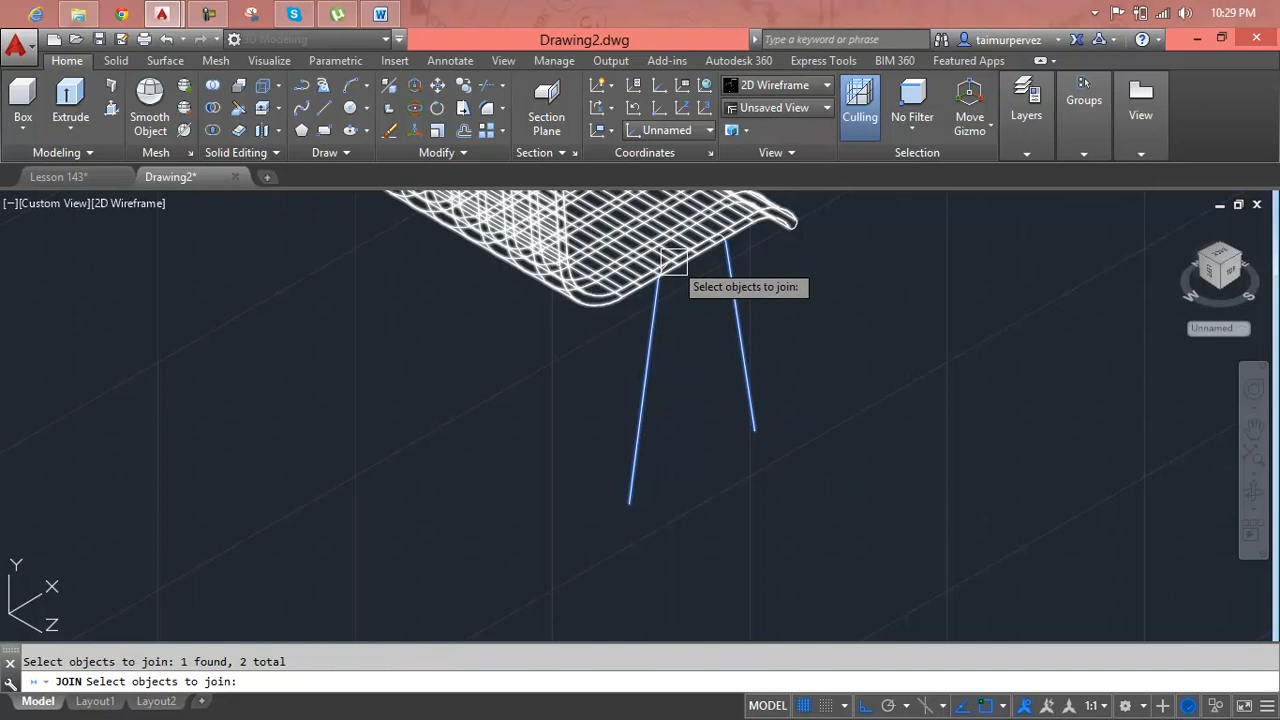 10:29 PM
3D Modeling
Drawing2.dwg
Type a keyword or phrase
taimurpervez
Home Solid Surface Mesh Visualize Parametric Insert Annotate View Manage Output Add-ins Autodesk 360 Express Tools BIM 360 Featured Apps
2D Wireframe
Unsaved View
Unnamed
Box Extrude Smooth Object Section Plane Culling No Filter Move Gizmo Layers Groups View
Modeling Mesh Solid Editing Draw Modify Section Coordinates View Selection
Lesson 143* Drawing2*
[−][Custom View][2D Wireframe]
W S
Unnamed
Select objects to join:
Y
X
Z
Select objects to join: 1 found, 2 total
JOIN Select objects to join:
Model Layout1 Layout2 +
MODEL 1:1